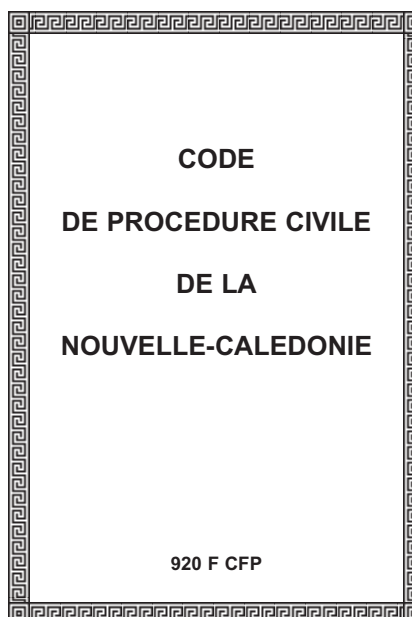 CODE
DE PROCEDURE CIVILE
DE LA
NOUVELLE-CALEDONIE
920 F CFP